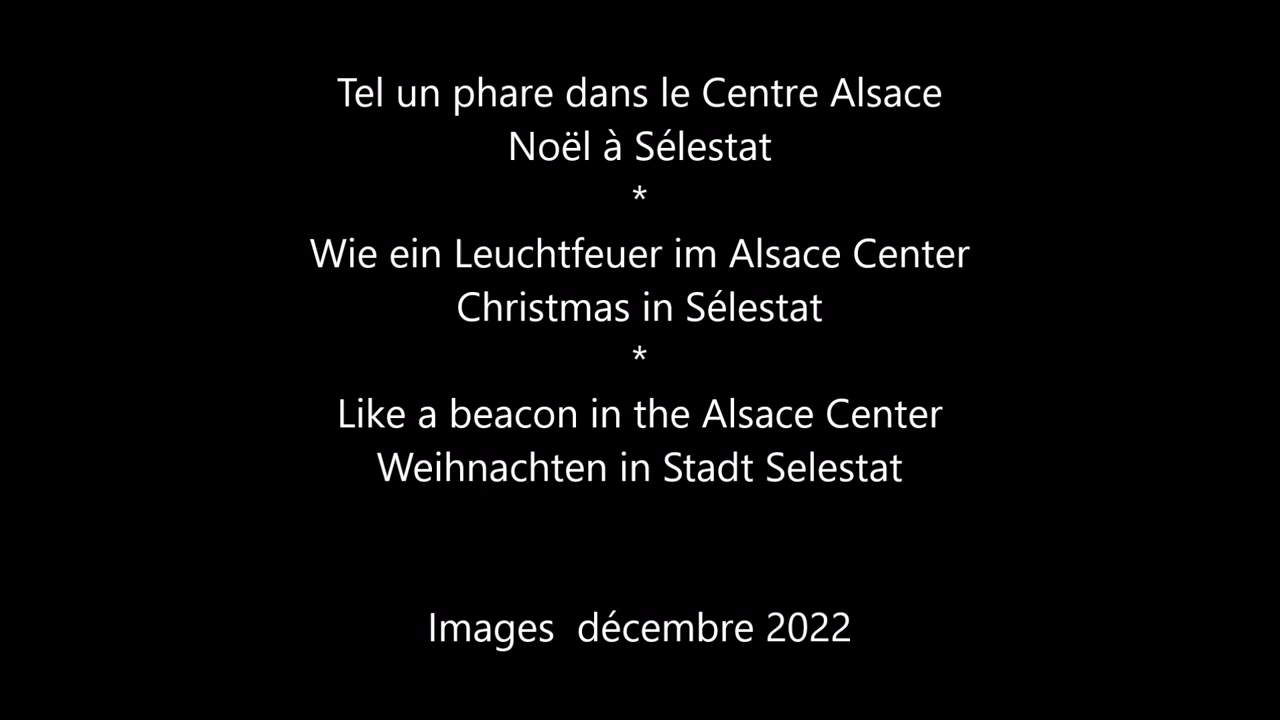 Tel un phare dans le Centre Alsace
Noël à Sélestat
*
Wie ein Leuchtfeuer im Alsace Center
Christmas in Sélestat
*
Like a beacon in the Alsace Center
Weihnachten in Stadt Selestat
Images  décembre 2022